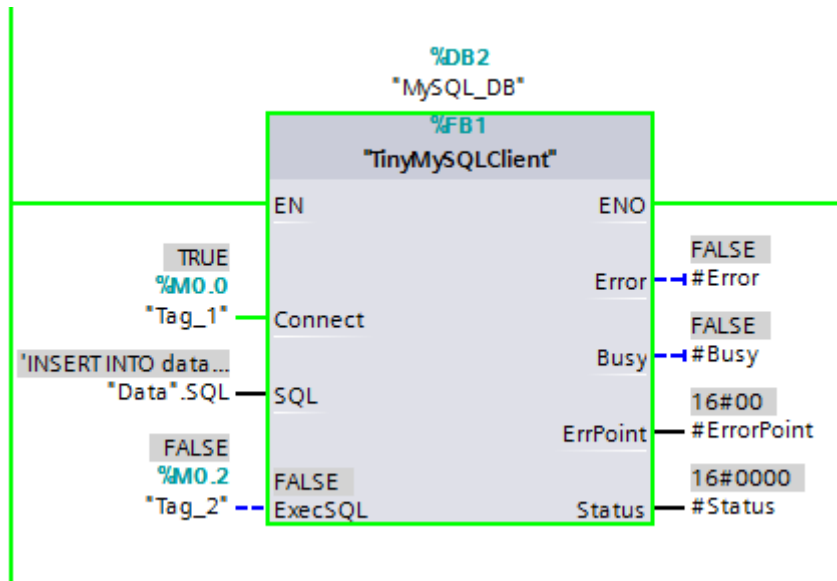 %DB2
"MySQL_DB"
%FB1
"TinyMySQLClient"
EN
ENO
TRUE
%M0.0
"Tag_1"
Connect
FALSE
Error
#Error
'INSERT INTO data...
"Data".SQL
SQL
FALSE
Busy
#Busy
16#00
ErrPoint
#ErrorPoint
FALSE
%M0.2
"Tag_2"
FALSE
ExecSQL
16#0000
Status
#Status